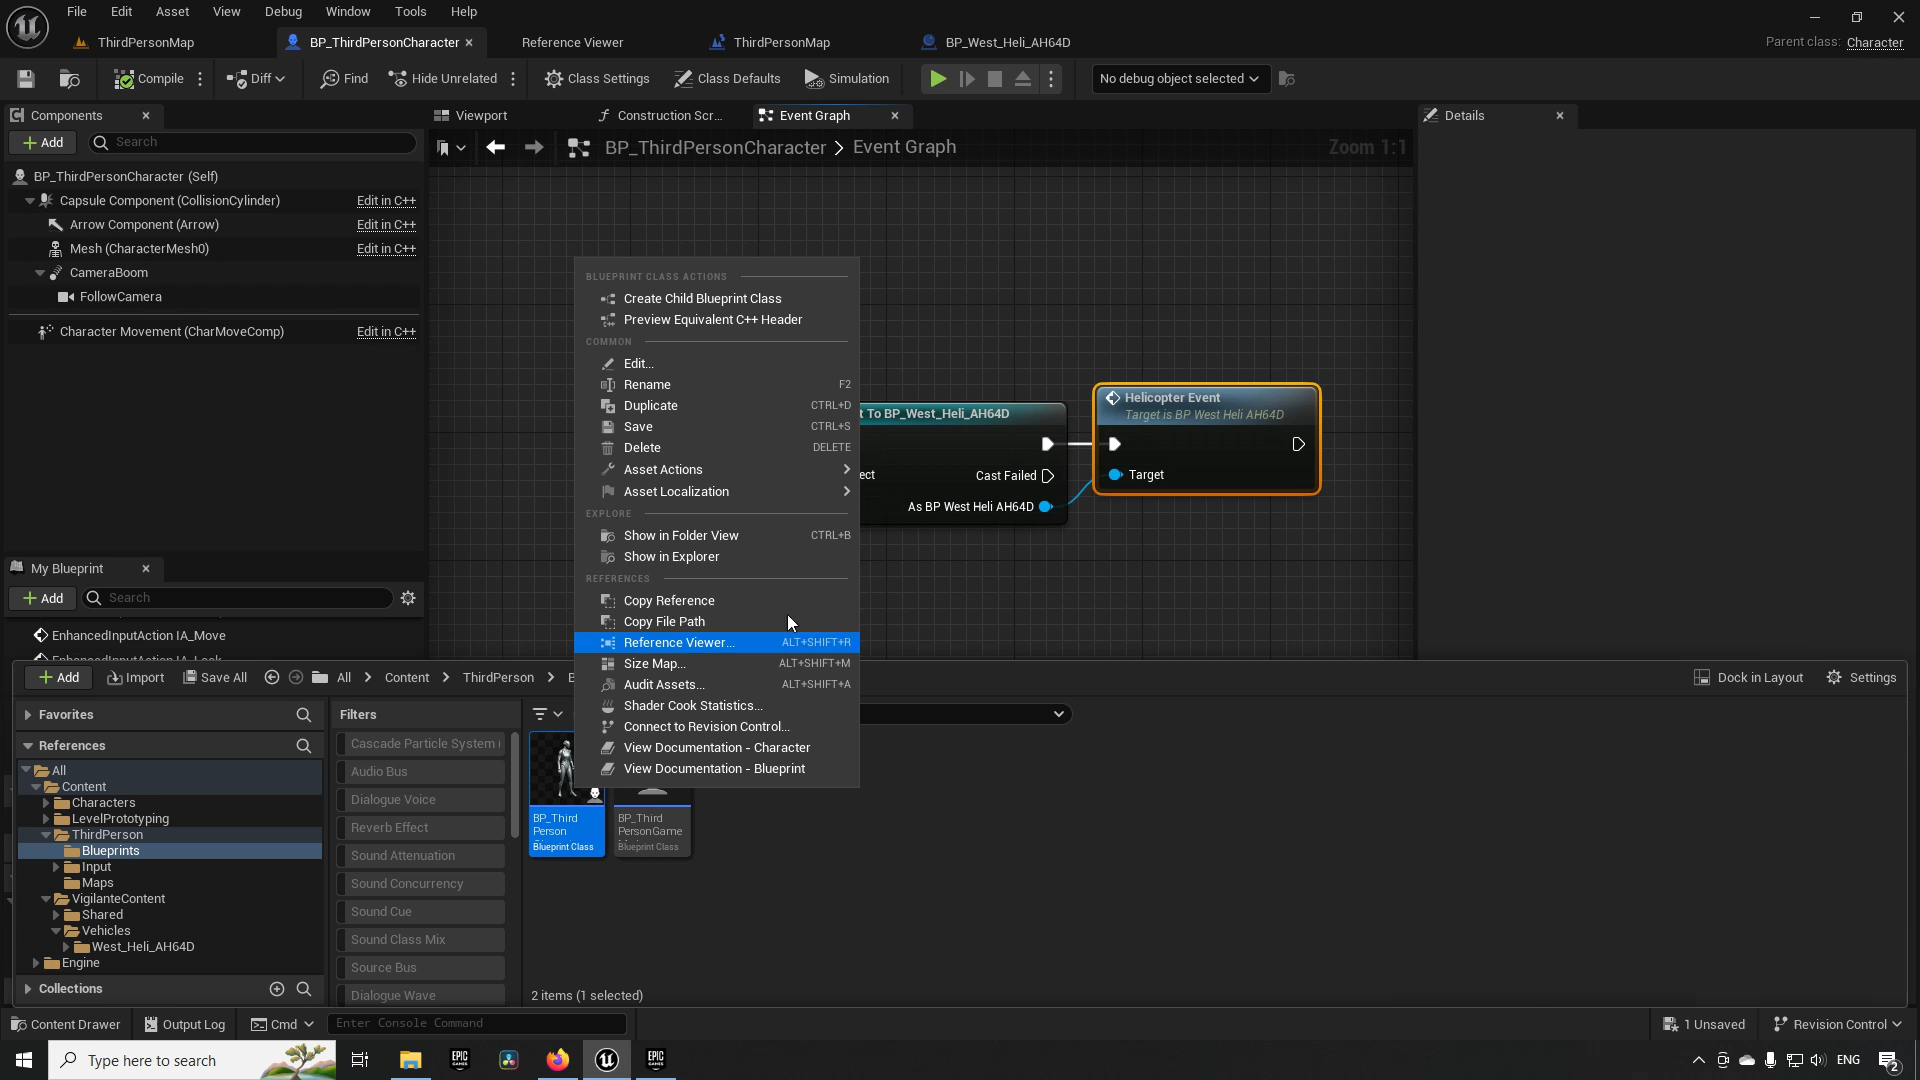 File Edit Asset View Debug Window Tools Help
ThirdPersonMap BP_ThirdPersonCharacter Reference Viewer ThirdPersonMap BP_West_Heli_AH64D Parent class: Character
Compile Diff Find Hide Unrelated Class Settings Class Defaults Simulation No debug object selected
Components Viewport Construction Scr... Event Graph Details
Add Search
BP_ThirdPersonCharacter > Event Graph Zoom 1:1
BP_ThirdPersonCharacter (Self)
Capsule Component (CollisionCylinder) Edit in C++
Arrow Component (Arrow) Edit in C++
Mesh (CharacterMesh0) Edit in C++
CameraBoom
FollowCamera
Character Movement (CharMoveComp) Edit in C++
BLUEPRINT CLASS ACTIONS
Create Child Blueprint Class
Preview Equivalent C++ Header
COMMON
Edit...
Rename F2
Duplicate CTRL+D
Save CTRL+S
Delete DELETE
Asset Actions
Asset Localization
EXPLORE
Show in Folder View CTRL+B
Show in Explorer
REFERENCES
Copy Reference
Copy File Path
Reference Viewer... ALT+SHIFT+R
Size Map... ALT+SHIFT+M
Audit Assets... ALT+SHIFT+A
Shader Cook Statistics...
Connect to Revision Control...
View Documentation - Character
View Documentation - Blueprint
t To BP_West_Heli_AH64D
ect Cast Failed
As BP West Heli AH64D
Helicopter Event
Target is BP West Heli AH64D
Target
My Blueprint
Add Search
EnhancedInputAction IA_Move
EnhancedInputAction IA_Look
Add Import Save All All > Content > ThirdPerson > B Dock in Layout Settings
Favorites
References
All
Content
Characters
LevelPrototyping
ThirdPerson
Blueprints
Input
Maps
VigilanteContent
Shared
Vehicles
West_Heli_AH64D
Engine
Collections
Filters
Cascade Particle System (
Audio Bus
Dialogue Voice
Reverb Effect
Sound Attenuation
Sound Concurrency
Sound Cue
Sound Class Mix
Source Bus
Dialogue Wave
BP_Third
Person
Blueprint Class
BP_Third
PersonGame
Blueprint Class
2 items (1 selected)
Content Drawer Output Log Cmd Enter Console Command 1 Unsaved Revision Control
Type here to search EPIC GAMES EPIC GAMES ENG 2